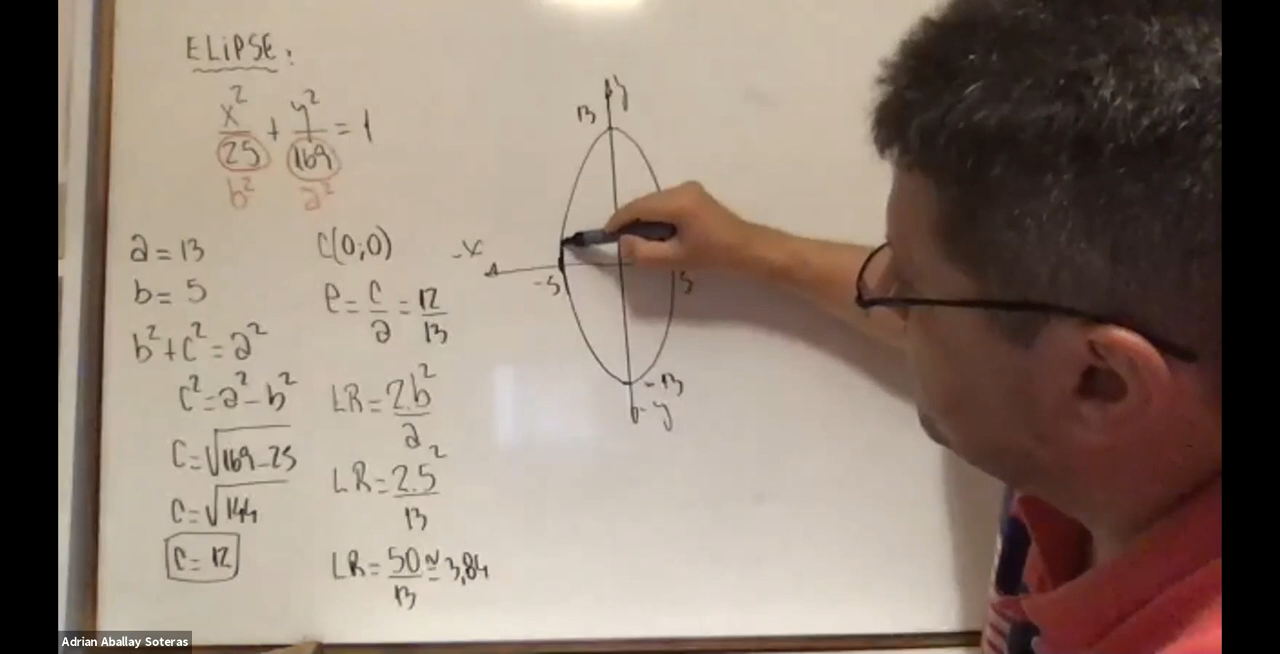 ELiPSE:
x²/25 + y²/169 = 1
b² a²
a = 13
b = 5
b² + c² = a²
c² = a² - b²
C = √169-25
C = √144
C = 12
C(0;0)
e = c/a = 12/13
LR = 2b²/a
LR = 2.5²/13
LR = 50/13 ≅ 3,84
y
13
-x
-5
5
-13
-y
Adrian Aballay Soteras